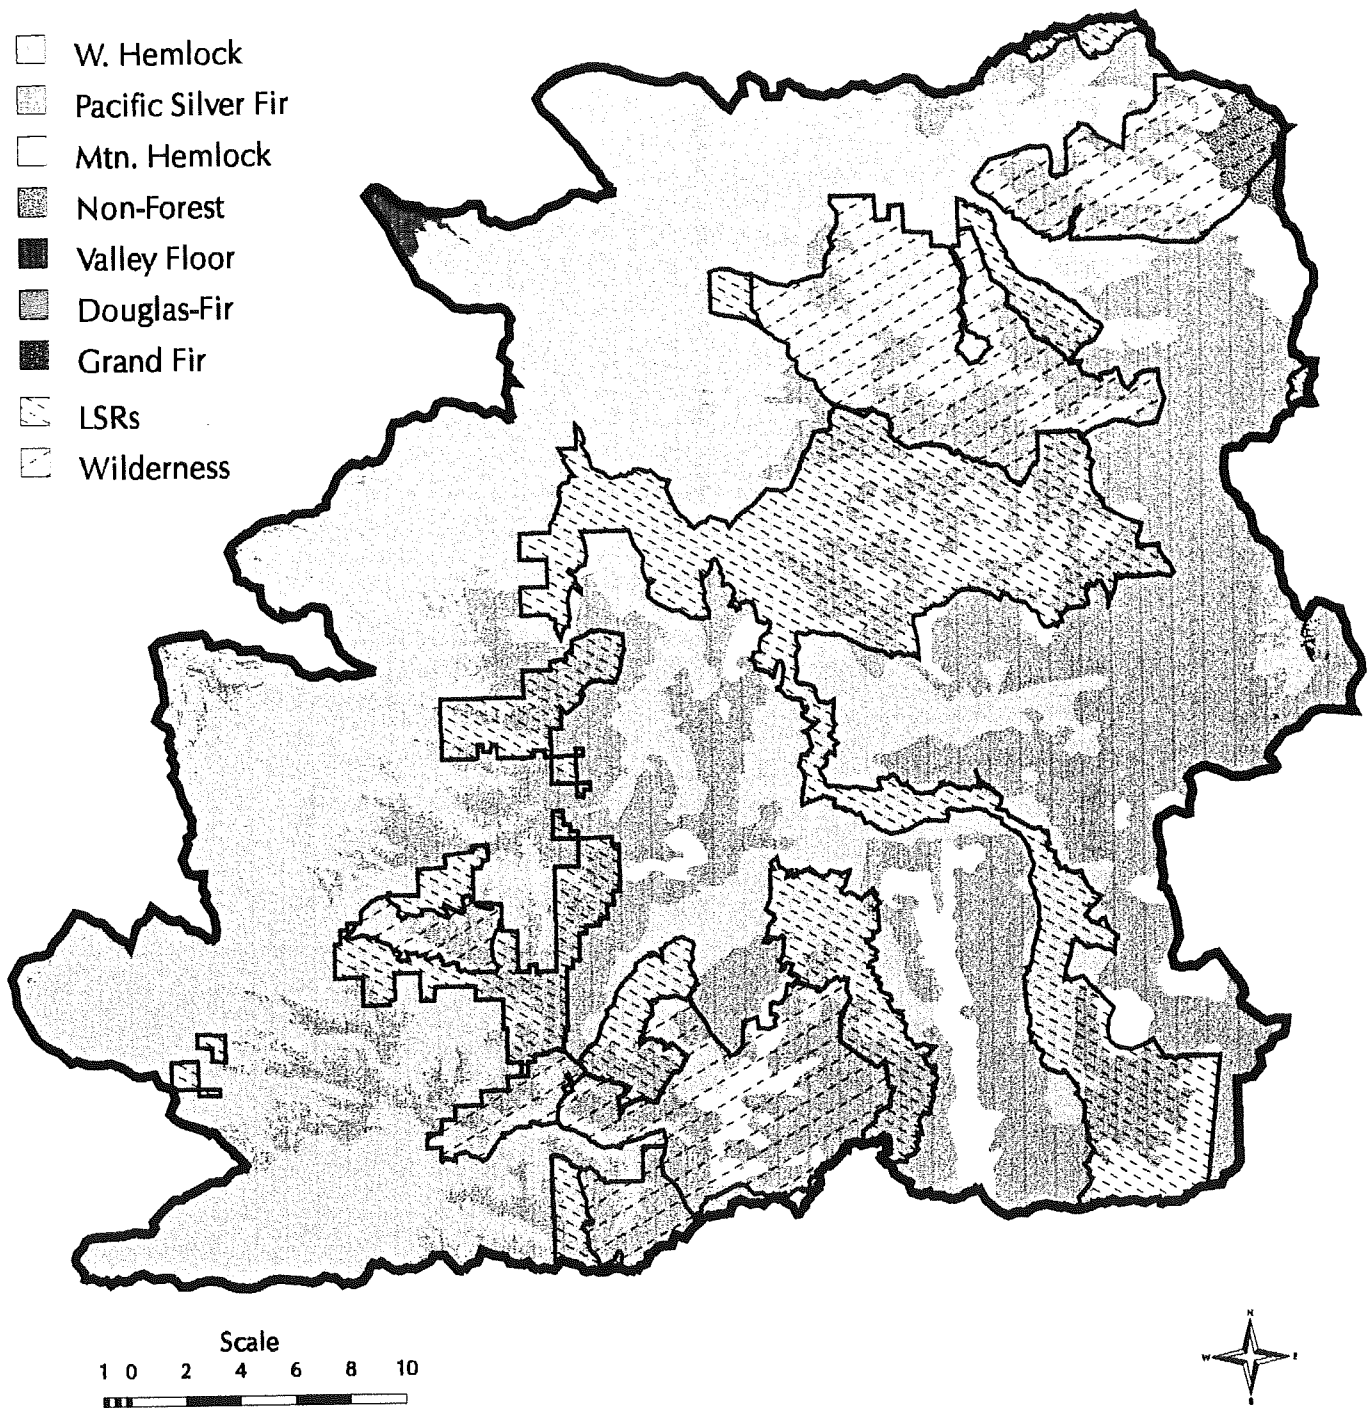 W. Hemlock
Pacific Silver Fir
Mtn. Hemlock
Non-Forest
Valley Floor
Douglas-Fir
Grand Fir
LSRs
Wilderness
Scale
1 0 2 4 6 8 10
N
W E
S